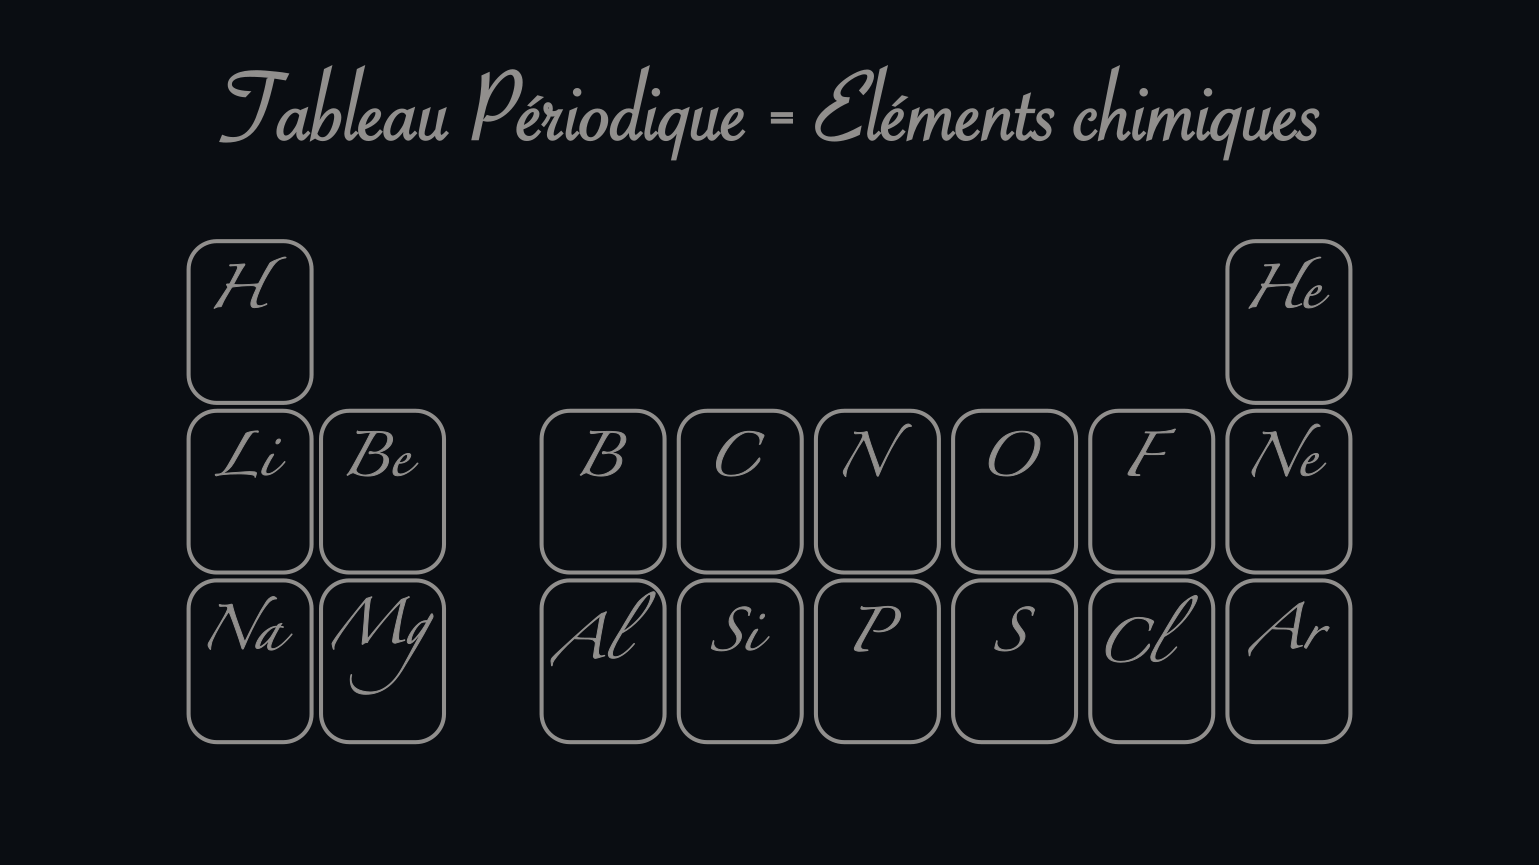 Tableau Périodique = Eléments chimiques
H He
Li Be B C N O F Ne
Na Mg Al Si P S Cl Ar